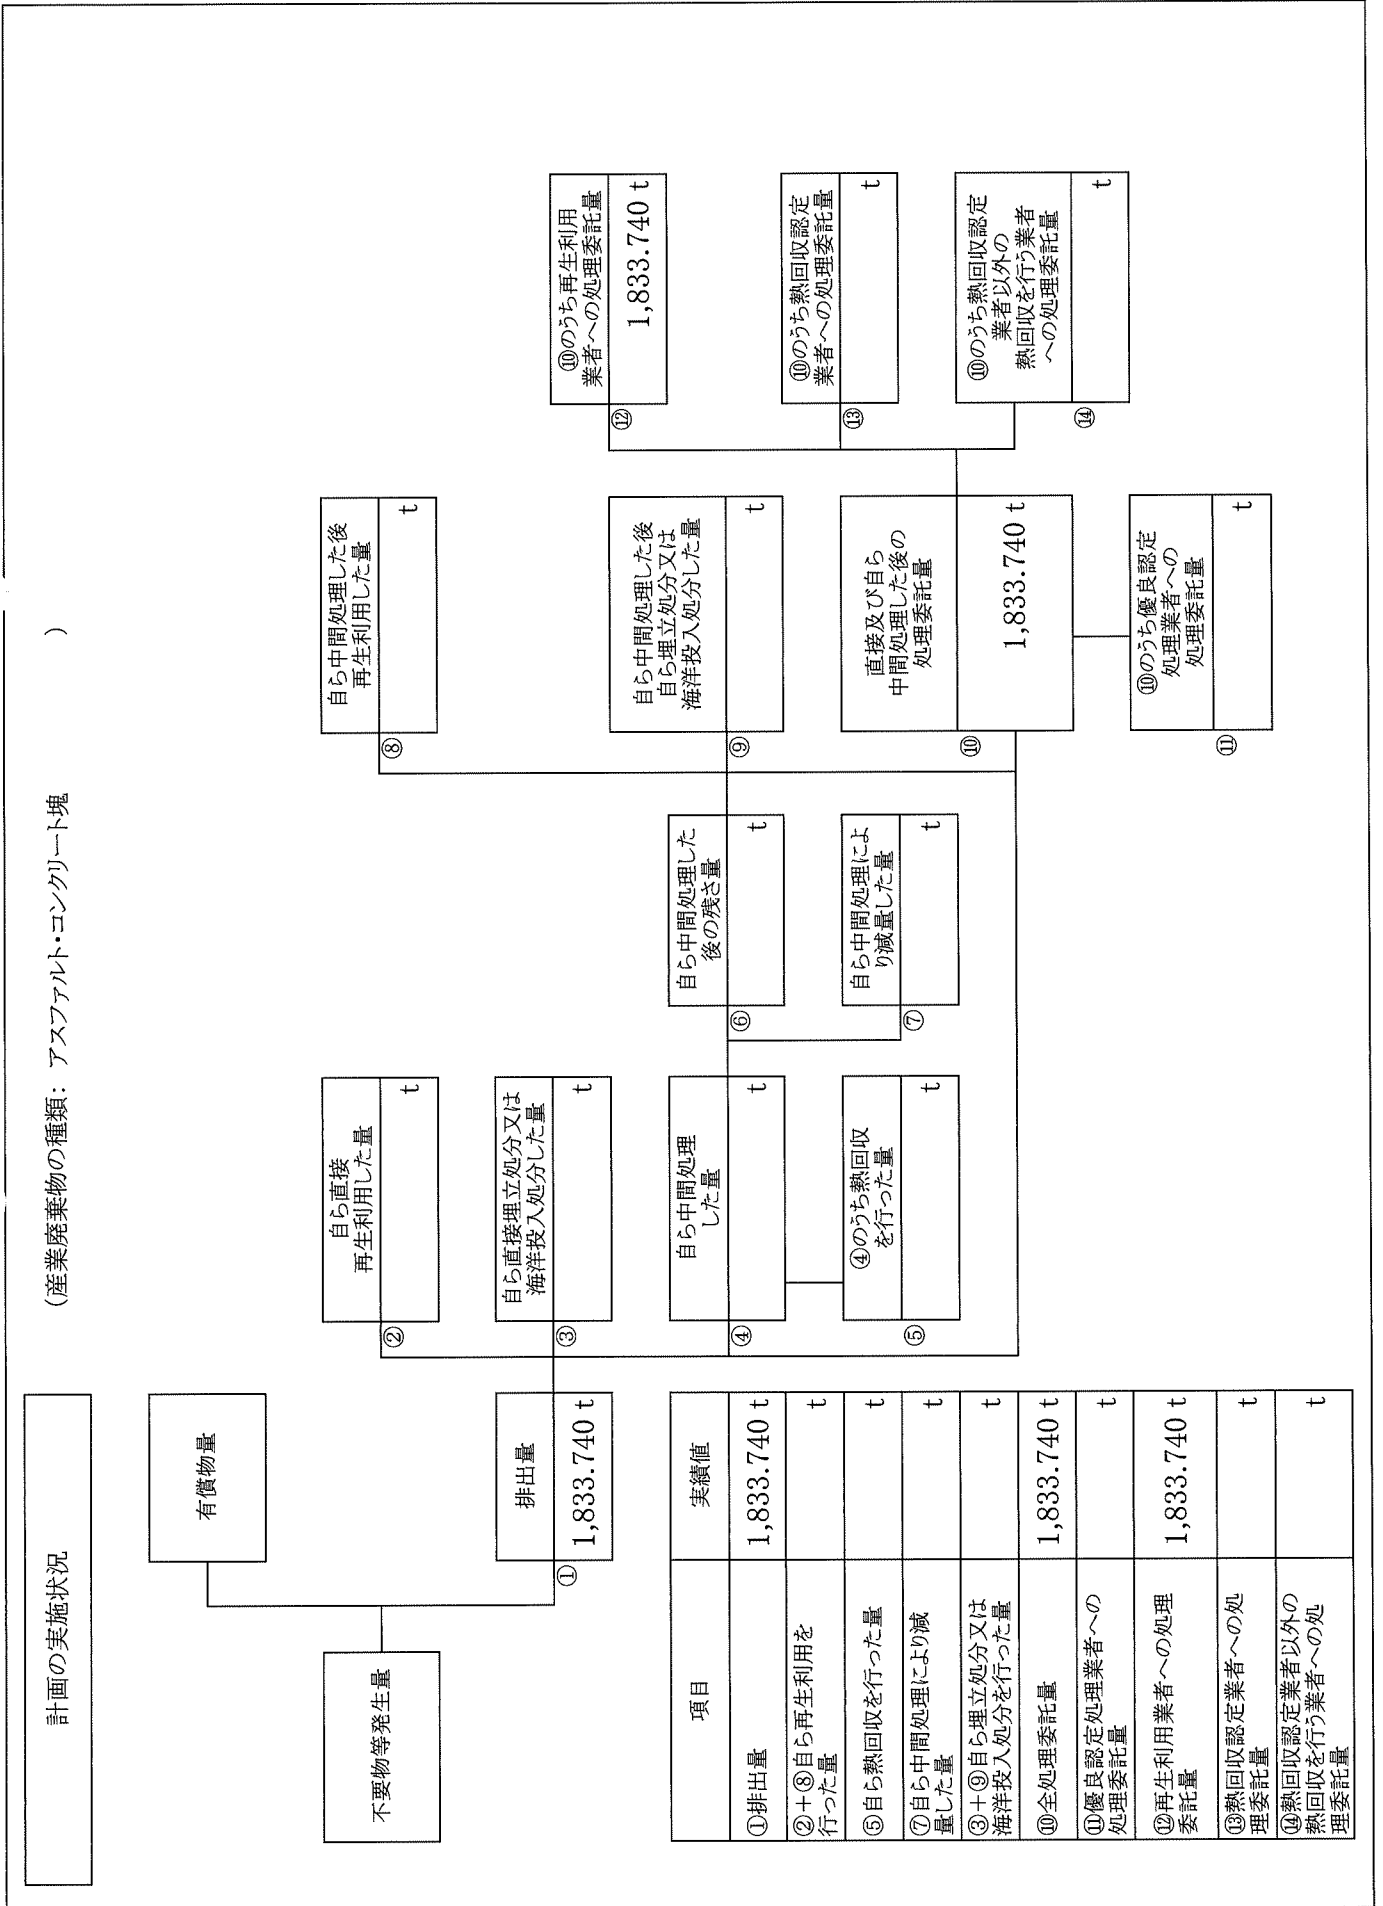 計画の実施状況
(産業廃棄物の種類: アスファルト・コンクリート塊 )
不要物等発生量
有償物量
排出量
① 1,833.740 t
自ら直接
再生利用した量
② t
自ら直接埋立処分又は
海洋投入処分した量
③ t
自ら中間処理
した量
④ t
④のうち熱回収
を行った量
⑤ t
自ら中間処理した
後の残さ量
⑥ t
自ら中間処理によ
り減量した量
⑦ t
自ら中間処理した後
再生利用した量
⑧ t
自ら中間処理した後
自ら埋立処分又は
海洋投入処分した量
⑨ t
直接及び自ら
中間処理した後の
処理委託量
⑩ 1,833.740 t
⑩のうち優良認定
処理業者への
処理委託量
⑪ t
⑩のうち再生利用
業者への処理委託量
⑫ 1,833.740 t
⑩のうち熱回収認定
業者への処理委託量
⑬ t
⑩のうち熱回収認定
業者以外の
熱回収を行う業者
への処理委託量
⑭ t
項目 実績値
①排出量 1,833.740 t
②+⑧自ら再生利用を
行った量 t
⑤自ら熱回収を行った量 t
⑦自ら中間処理により減
量した量 t
③+⑨自ら埋立処分又は
海洋投入処分を行った量 t
⑩全処理委託量 1,833.740 t
⑪優良認定処理業者への
処理委託量 t
⑫再生利用業者への処理
委託量 1,833.740 t
⑬熱回収認定業者への処
理委託量 t
⑭熱回収認定業者以外の
熱回収を行う業者への処
理委託量 t